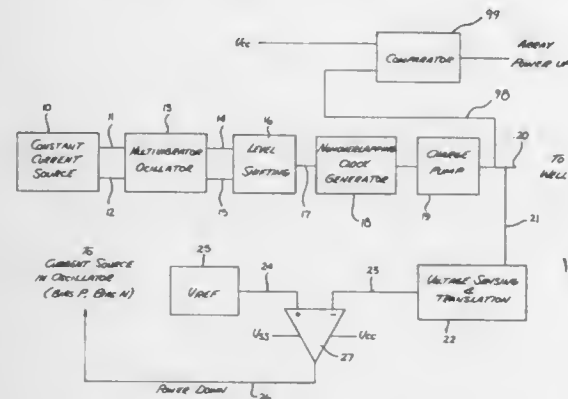 99
Vcc
COMPARATOR
ARRAY
POWER UP
98
10
11
13
14
16
20
CONSTANT
CURRENT
SOURCE
MULTIVIBRATOR
OCILLATOR
LEVEL
SHIFTING
NONOVERLAPPING
CLOCK
GENERATOR
CHARGE
PUMP
TO
WELL
12
15
17
18
19
21
TO
CURRENT SOURCE
IN OSCILLATOR
(BIAS P, BIAS N)
25
VREF
24
23
VOLTAGE SENSING
&
TRANSLATION
22
+
-
VSS
VCC
27
POWER DOWN
26